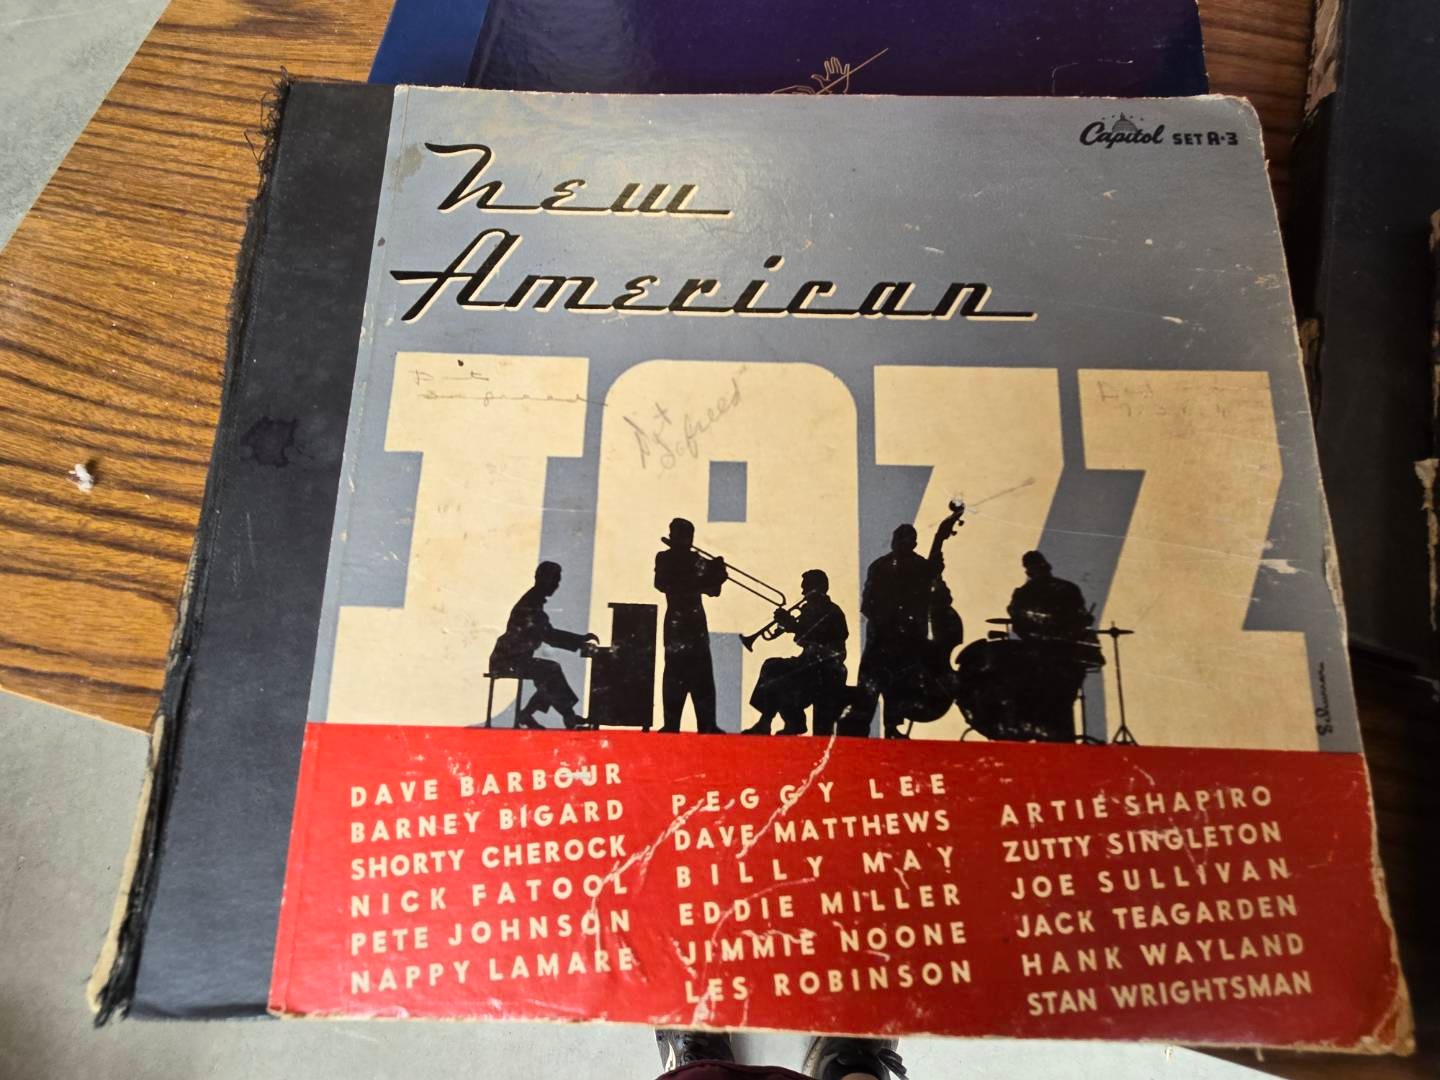 Capitol SET A-3
New
American
JAZZ
Dot
DAVE BARBOUR
BARNEY BIGARD
SHORTY CHEROCK
NICK FATOOL
PETE JOHNSON
NAPPY LAMARE
PEGGY LEE
DAVE MATTHEWS
BILLY MAY
EDDIE MILLER
JIMMIE NOONE
LES ROBINSON
ARTIE SHAPIRO
ZUTTY SINGLETON
JOE SULLIVAN
JACK TEAGARDEN
HANK WAYLAND
STAN WRIGHTSMAN